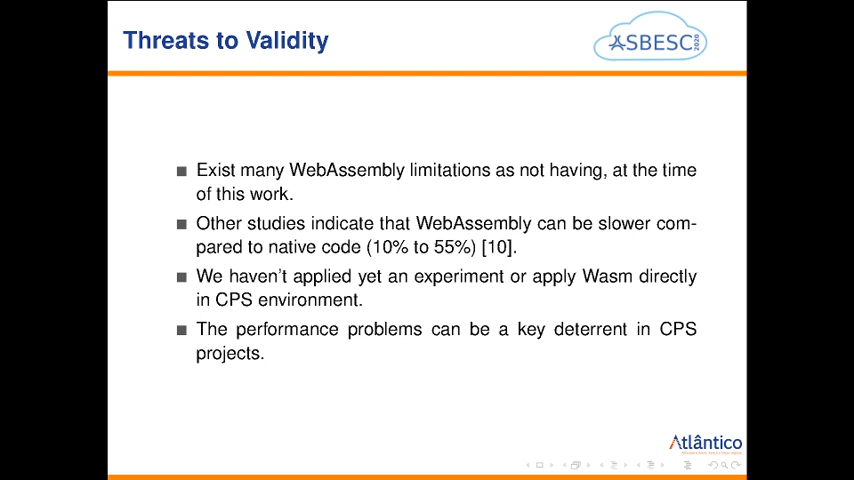 Threats to Validity
SBESC
2020
Exist many WebAssembly limitations as not having, at the time
of this work.
Other studies indicate that WebAssembly can be slower com-
pared to native code (10% to 55%) [10].
We haven't applied yet an experiment or apply Wasm directly
in CPS environment.
The performance problems can be a key deterrent in CPS
projects.
Atlântico